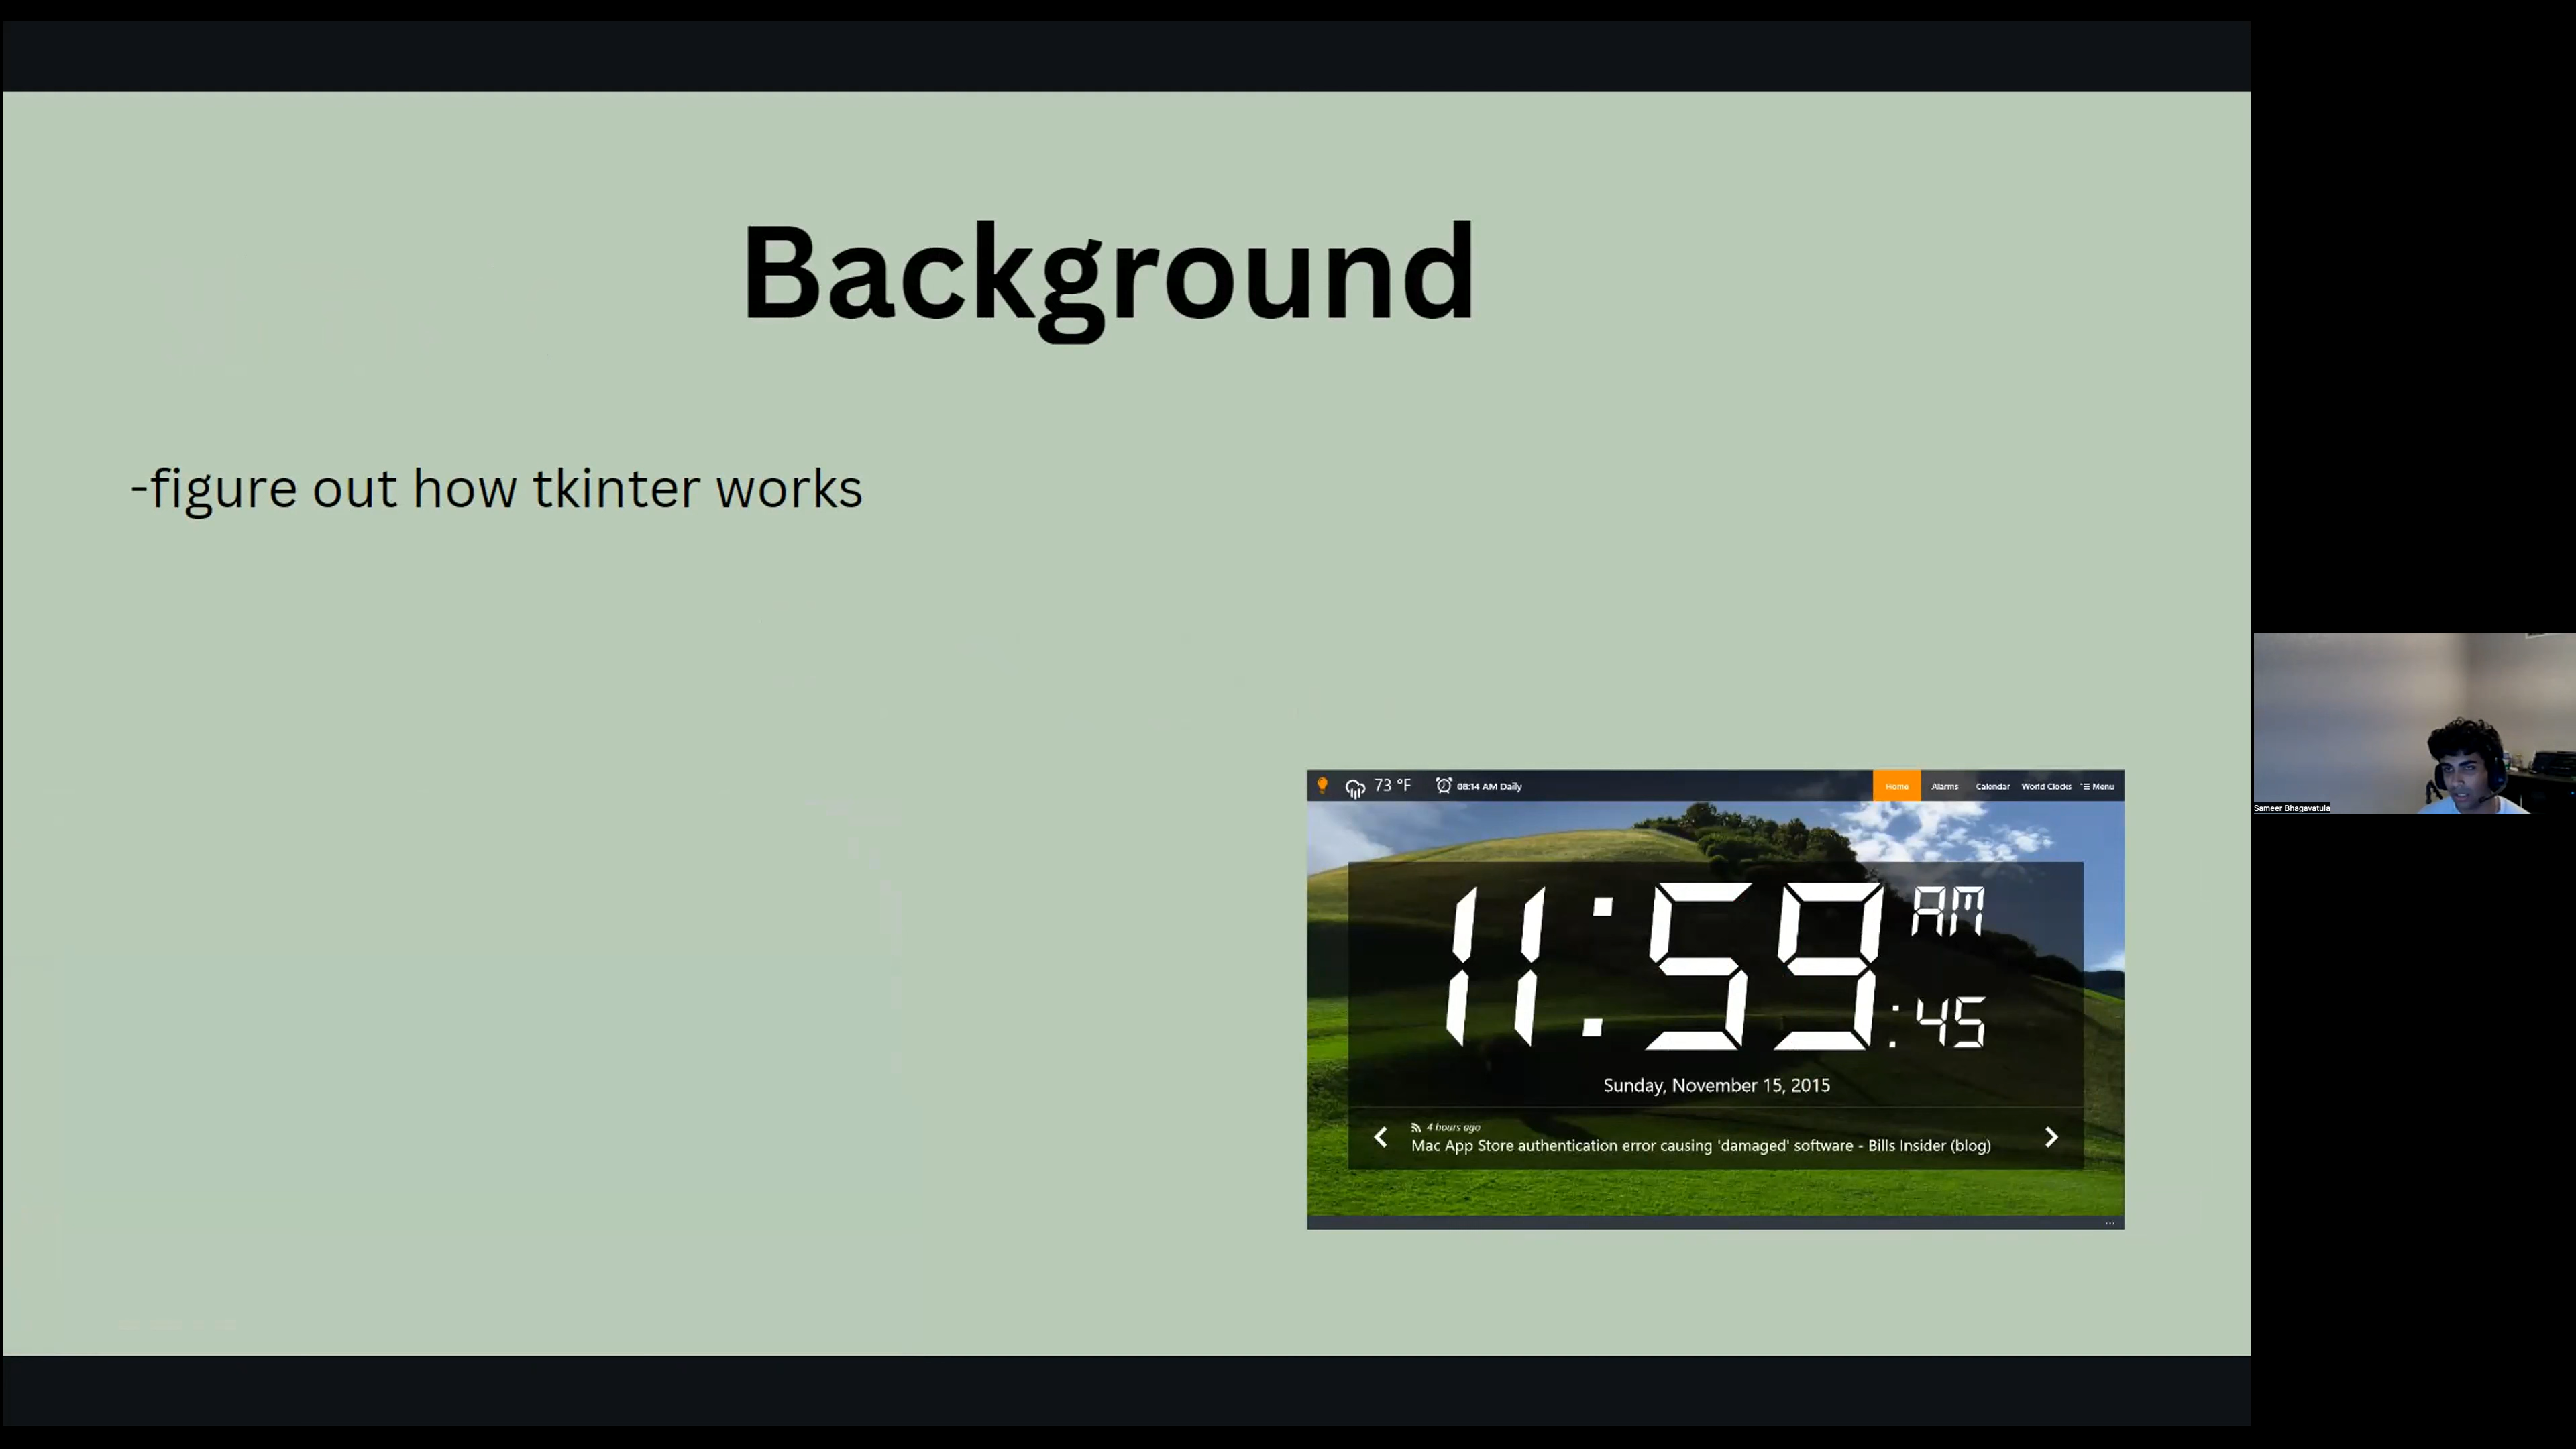 Background
-figure out how tkinter works
73 °F
08:14 AM Daily
Home
Alarms
Calendar
World Clocks
Menu
11:59 AM
:45
Sunday, November 15, 2015
4 hours ago
Mac App Store authentication error causing 'damaged' software - Bills Insider (blog)
Sameer Bhagavatula